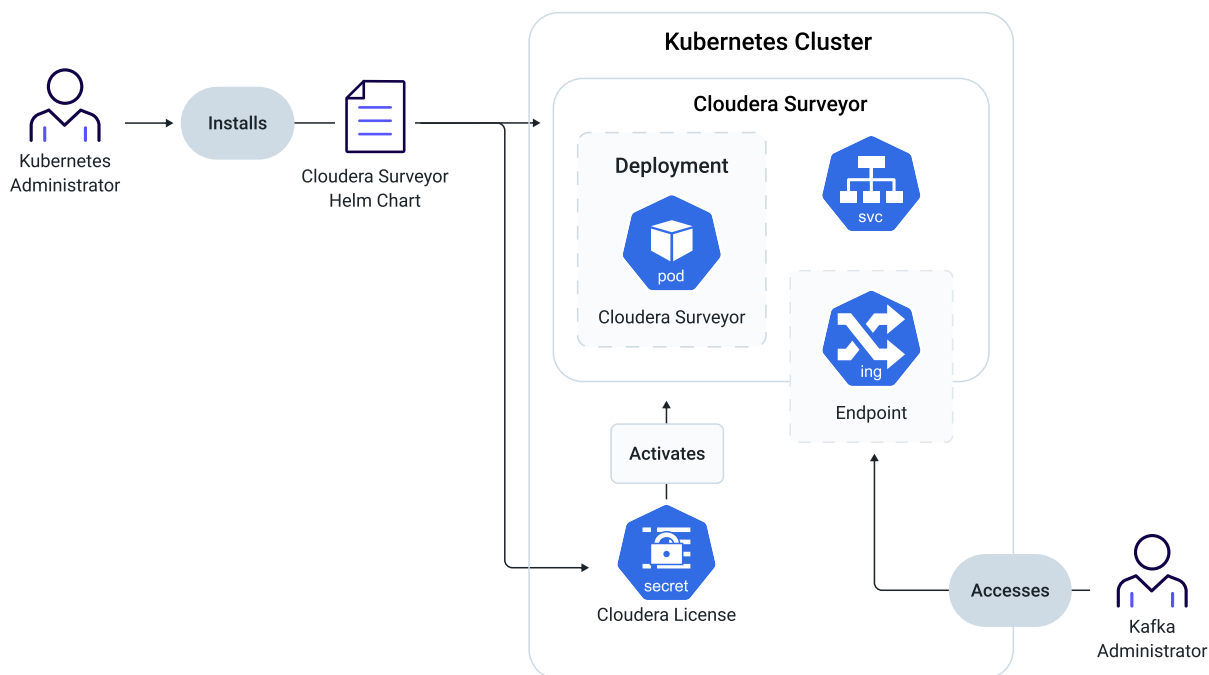 Kubernetes Cluster
Cloudera Surveyor
Kubernetes
Administrator
Installs
Cloudera Surveyor
Helm Chart
Deployment
pod
Cloudera Surveyor
svc
ing
Endpoint
Activates
secret
Cloudera License
Accesses
Kafka
Administrator